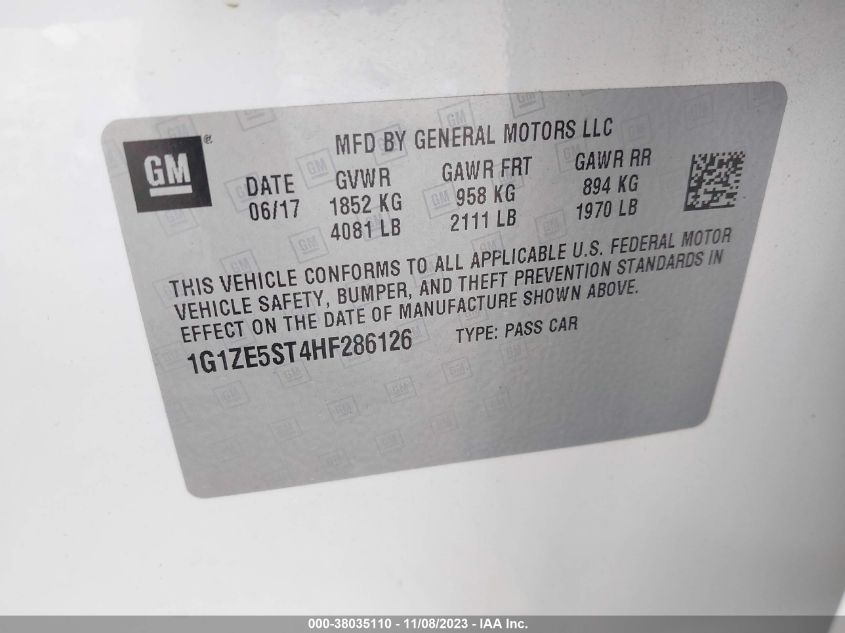 GM®
MFD BY GENERAL MOTORS LLC
DATE GVWR GAWR FRT GAWR RR
06/17 1852 KG 958 KG 894 KG
4081 LB 2111 LB 1970 LB
THIS VEHICLE CONFORMS TO ALL APPLICABLE U.S. FEDERAL MOTOR
VEHICLE SAFETY, BUMPER, AND THEFT PREVENTION STANDARDS IN
EFFECT ON THE DATE OF MANUFACTURE SHOWN ABOVE.
1G1ZE5ST4HF286126 TYPE: PASS CAR
000-38035110 - 11/08/2023 - IAA Inc.